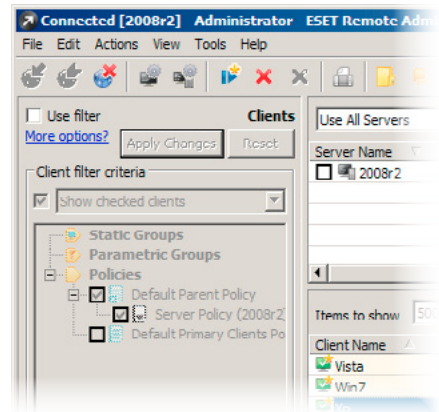 Connected [2008r2] Administrator ESET Remote Admi
File Edit Actions View Tools Help
Use filter Clients
More options? Apply Changes Reset
Client filter criteria
Show checked clients
Static Groups
Parametric Groups
Policies
Default Parent Policy
Server Policy (2008r2)
Default Primary Clients Po
Use All Servers
Server Name
2008r2
Items to show 500
Client Name
Vista
Win7